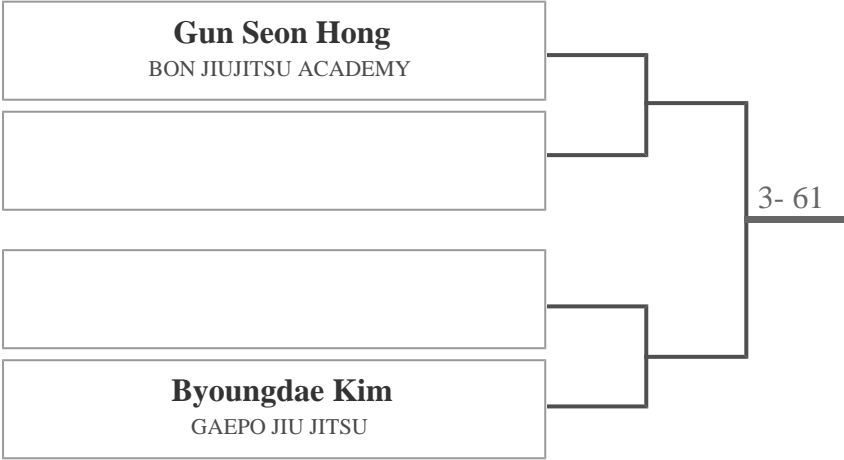 Gun Seon Hong
BON JIUJITSU ACADEMY
3- 61
Byoungdae Kim
GAEPO JIU JITSU